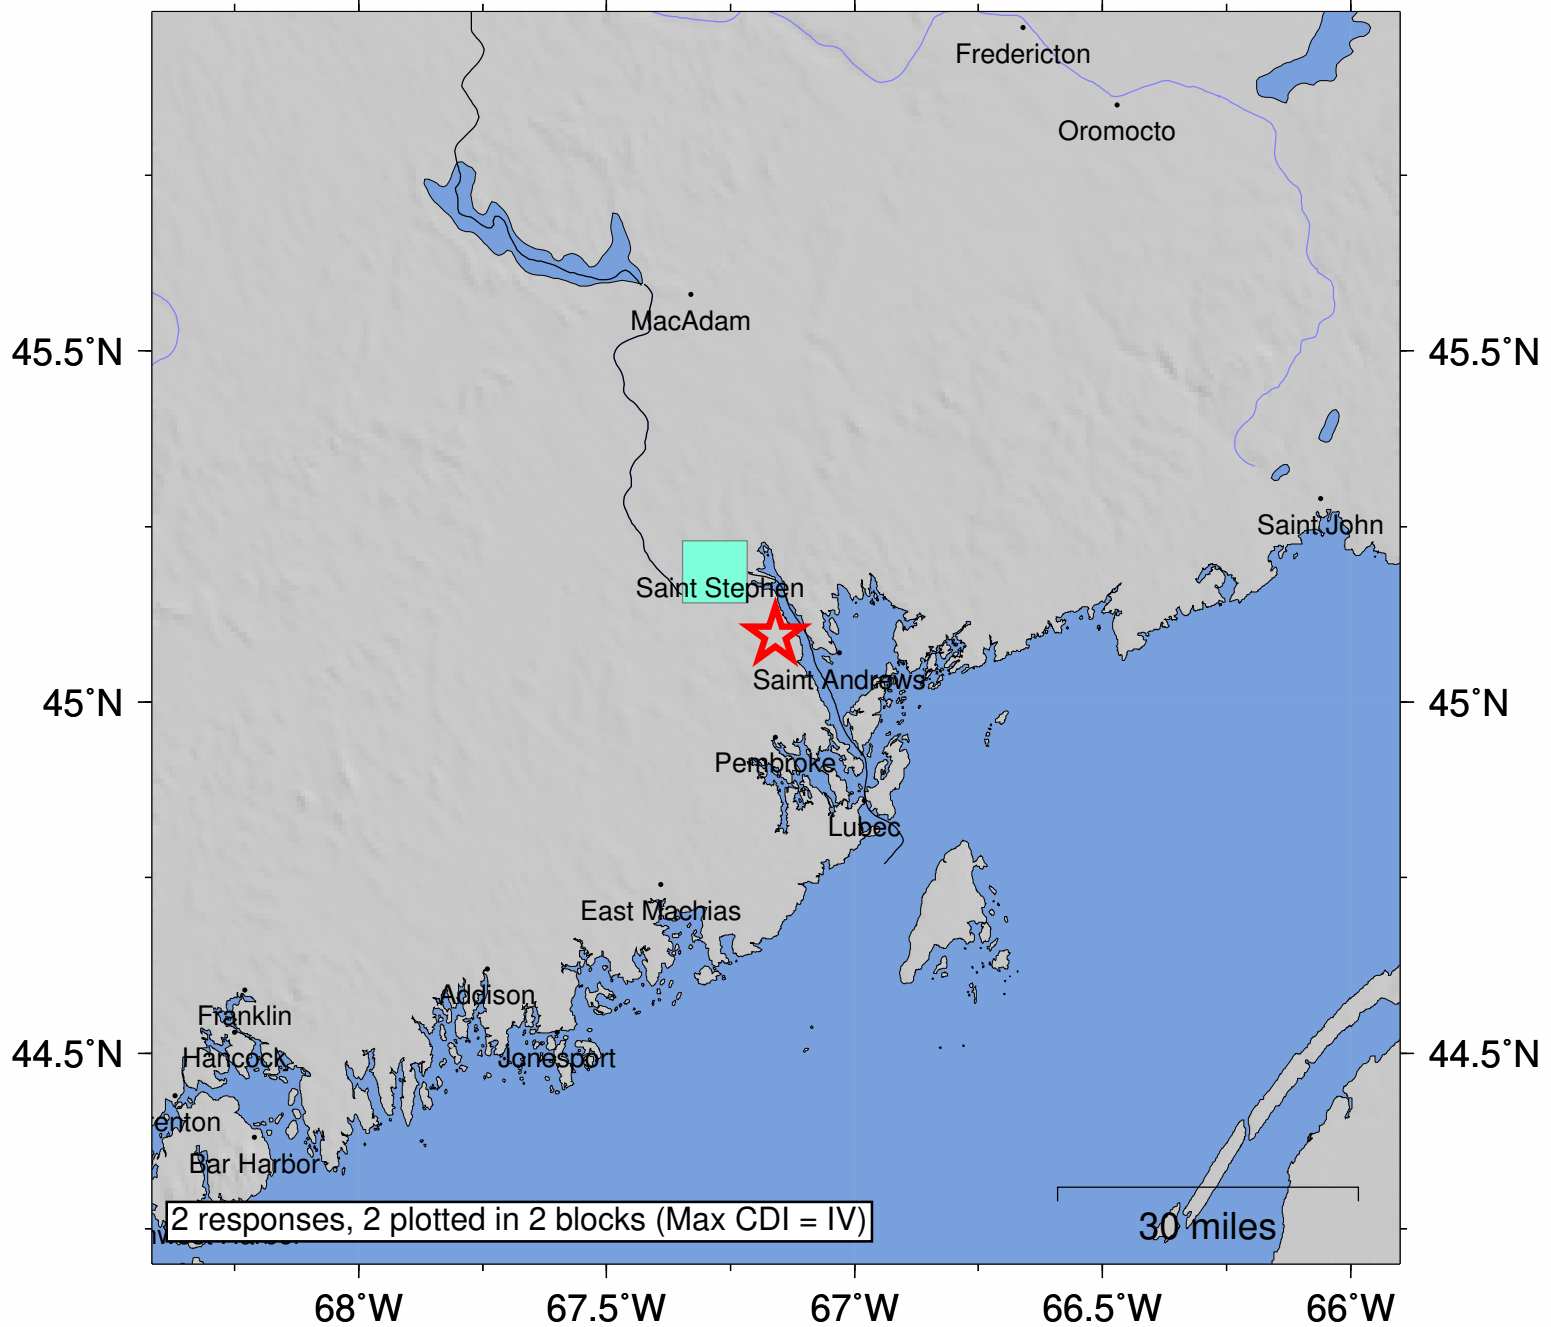 Fredericton
Oromocto
MacAdam
45.5°N
45.5°N
Saint John
Saint Stephen
Saint Andrews
45°N
45°N
Pembroke
Lubec
East Machias
Addison
Franklin
Hancock
Jonesport
44.5°N
44.5°N
enton
Bar Harbor
2 responses, 2 plotted in 2 blocks (Max CDI = IV)
30 miles
68°W
67.5°W
67°W
66.5°W
66°W